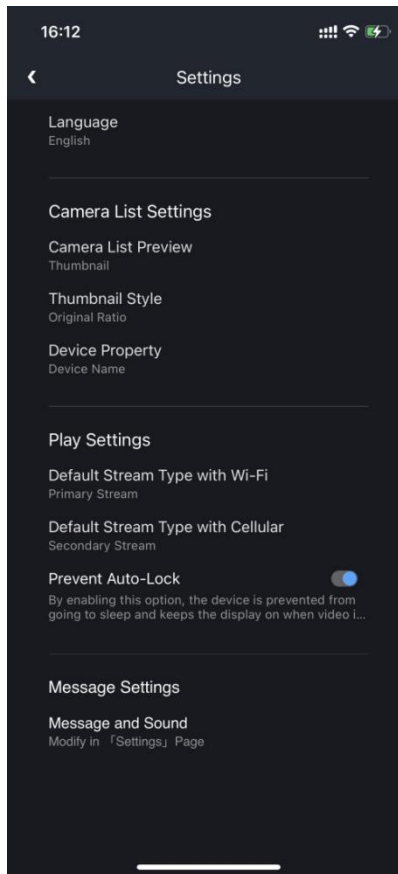 16:12
Settings
Language
English
Camera List Settings
Camera List Preview
Thumbnail
Thumbnail Style
Original Ratio
Device Property
Device Name
Play Settings
Default Stream Type with Wi-Fi
Primary Stream
Default Stream Type with Cellular
Secondary Stream
Prevent Auto-Lock
By enabling this option, the device is prevented from
going to sleep and keeps the display on when video i...
Message Settings
Message and Sound
Modify in 「Settings」 Page